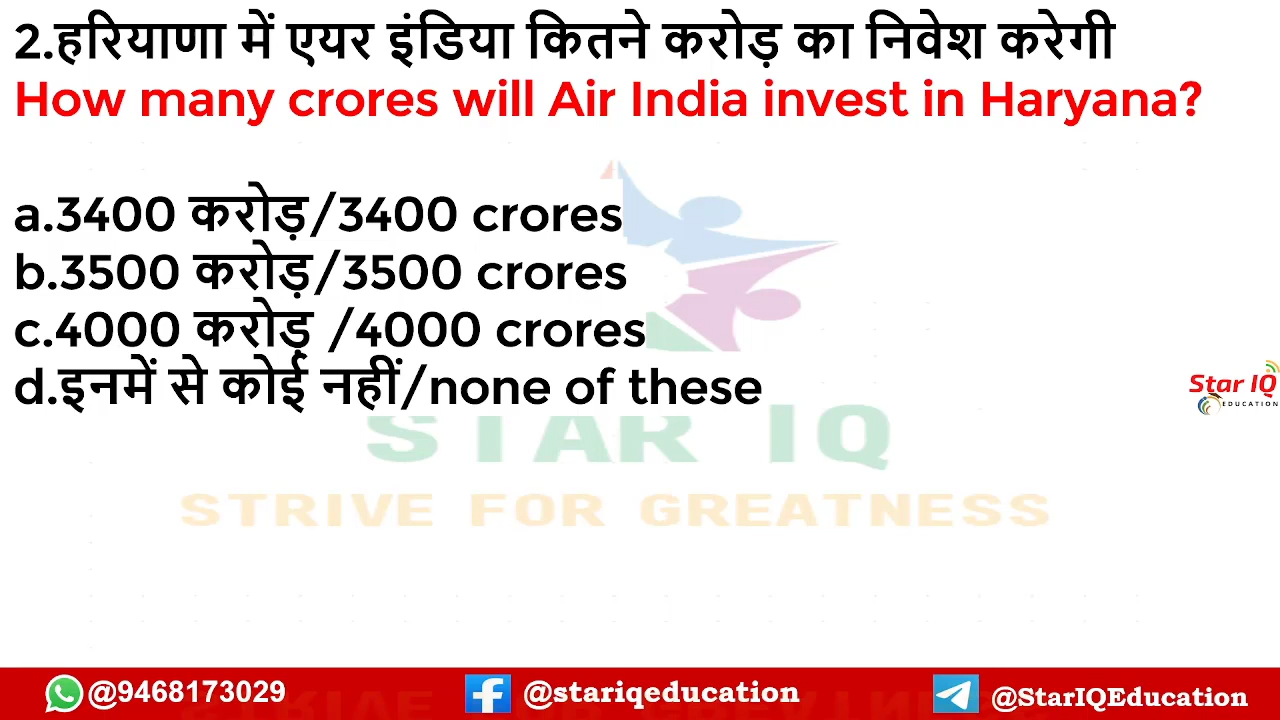 2.हरियाणा में एयर इंडिया कितने करोड़ का निवेश करेगी
How many crores will Air India invest in Haryana?
a.3400 करोड़/3400 crores
b.3500 करोड़/3500 crores
c.4000 करोड़ /4000 crores
d.इनमें से कोई नहीं/none of these
Star IQ
EDUCATION
STAR IQ
STRIVE FOR GREATNESS
@9468173029 @stariqeducation @StarIQEducation